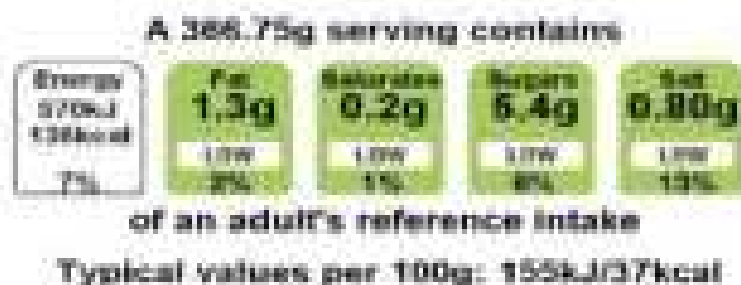 A 366.75g serving contains
Energy Fat Saturates Sugars Salt
570kJ 1.3g 0.2g 5.4g 0.80g
136kcal LOW LOW LOW LOW
7% 2% 1% 6% 13%
of an adult's reference intake
Typical values per 100g: 155kJ/37kcal